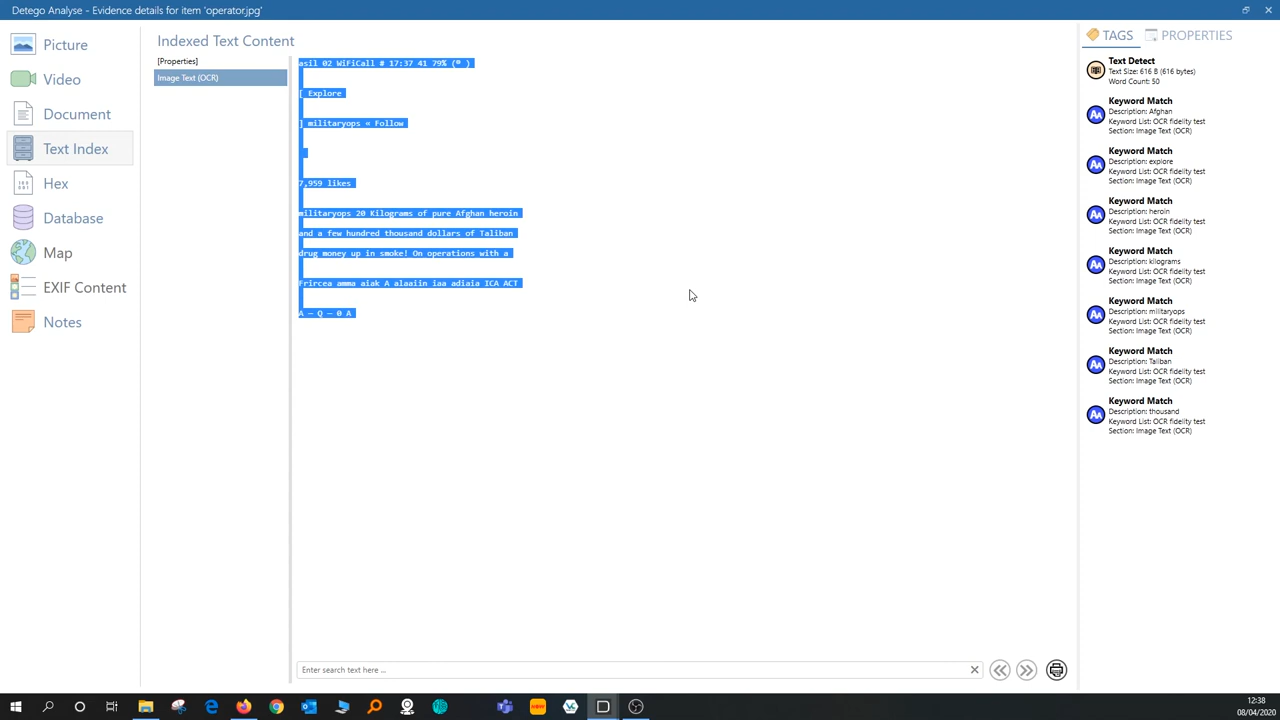 Detego Analyse - Evidence details for item 'operator.jpg'
Picture
Video
Document
Text Index
Hex
Database
Map
EXIF Content
Notes
Indexed Text Content
[Properties]
Image Text (OCR)
asil 02 WiFiCall # 17:37 41 79% (° )
[ Explore
] militaryops « Follow
7,959 likes
militaryops 20 Kilograms of pure Afghan heroin
and a few hundred thousand dollars of Taliban
drug money up in smoke! On operations with a
Frircea amma aiak A alaaiin iaa adiaia ICA ACT
A — Q — 0 A
Enter search text here ...
TAGS
PROPERTIES
Text Detect
Text Size: 616 B (616 bytes)
Word Count: 50
Keyword Match
Description: Afghan
Keyword List: OCR fidelity test
Section: Image Text (OCR)
Keyword Match
Description: explore
Keyword List: OCR fidelity test
Section: Image Text (OCR)
Keyword Match
Description: heroin
Keyword List: OCR fidelity test
Section: Image Text (OCR)
Keyword Match
Description: kilograms
Keyword List: OCR fidelity test
Section: Image Text (OCR)
Keyword Match
Description: militaryops
Keyword List: OCR fidelity test
Section: Image Text (OCR)
Keyword Match
Description: Taliban
Keyword List: OCR fidelity test
Section: Image Text (OCR)
Keyword Match
Description: thousand
Keyword List: OCR fidelity test
Section: Image Text (OCR)
12:38
08/04/2020